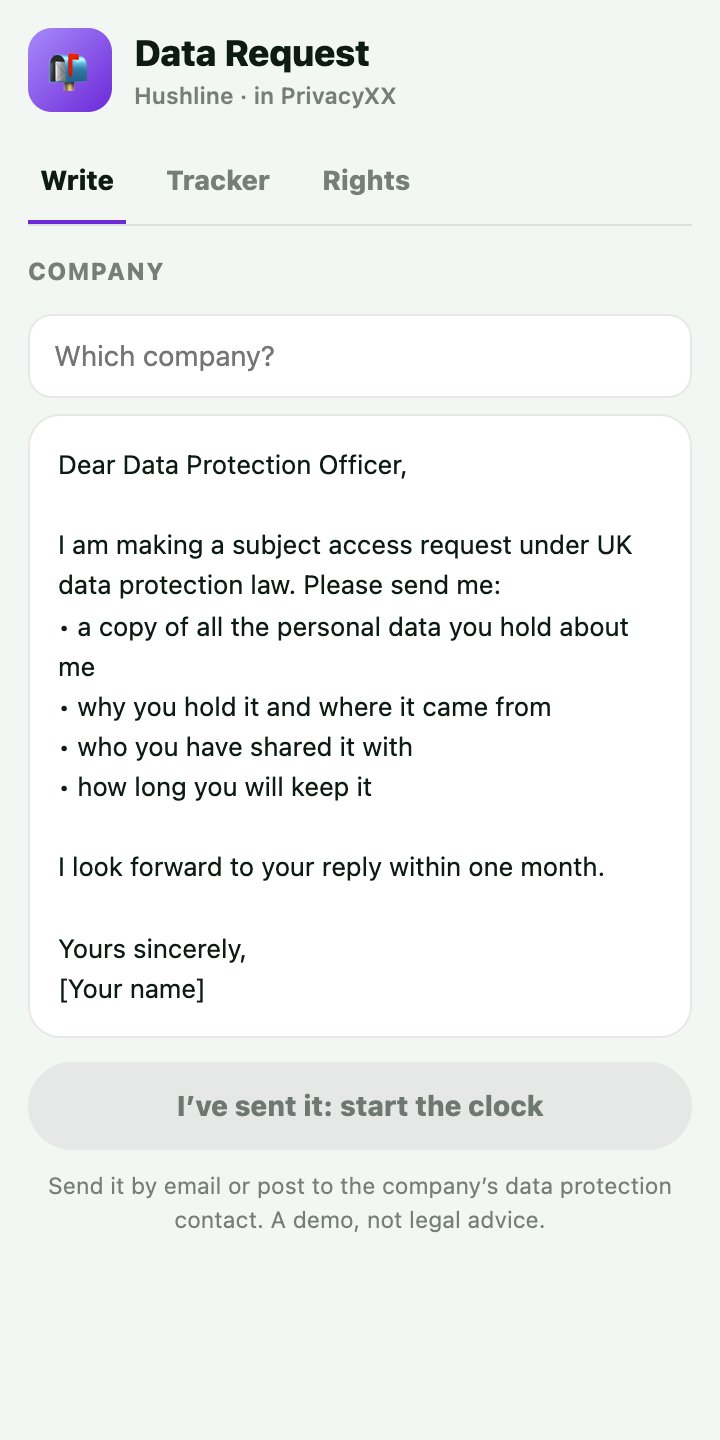 Data Request
Hushline · in PrivacyXX
Write Tracker Rights
COMPANY
Which company?
Dear Data Protection Officer,
I am making a subject access request under UK
data protection law. Please send me:
• a copy of all the personal data you hold about
me
• why you hold it and where it came from
• who you have shared it with
• how long you will keep it
I look forward to your reply within one month.
Yours sincerely,
[Your name]
I’ve sent it: start the clock
Send it by email or post to the company’s data protection
contact. A demo, not legal advice.